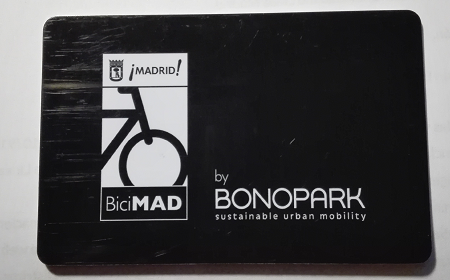 ¡MADRID!
BiciMAD
by
BONOPARK
sustainable urban mobility